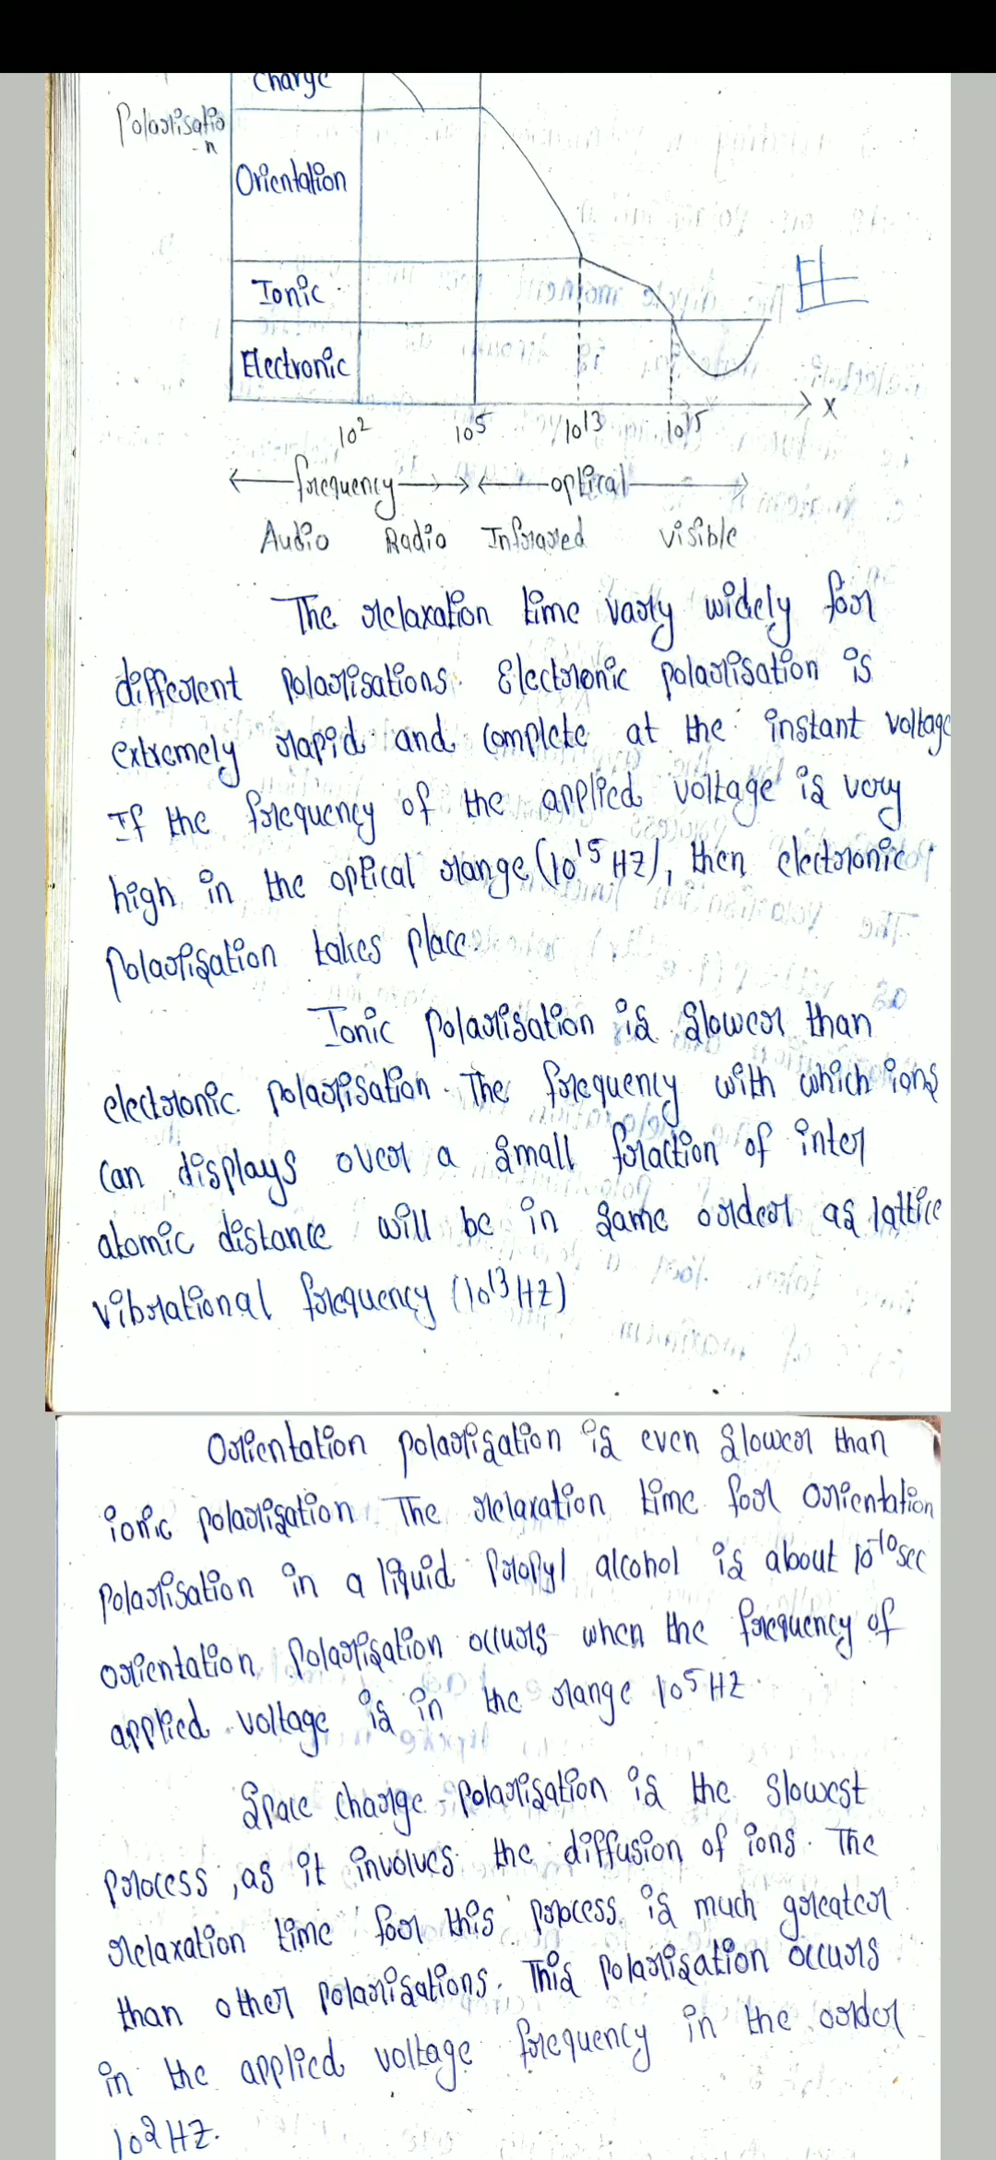 Charge
Polarisatio
-n
Orientation
Ionic
Electronic
10² 10⁵ 10¹³ 10¹⁵ X
frequency optical
Audio Radio Infrared visible
The relaxation time vary widely for
different polarisations. Electronic polarisation is
extremely rapid and complete at the instant voltage
If the frequency of the applied voltage is very
high in the optical range (10¹⁵ Hz), then electronic
polarisation takes place
Ionic polarisation is slower than
electronic polarisation. The frequency with which ions
can displays over a small fraction of inter
atomic distance will be in same order as lattice
vibrational frequency (10¹³ Hz)
Orientation polarisation is even slower than
ionic polarisation. The relaxation time for orientation
polarisation in a liquid propyl alcohol is about 10⁻¹⁰ sec
orientation polarisation occurs when the frequency of
applied voltage is in the range 10⁵ Hz
Space charge - polarisation is the slowest
process, as it involves the diffusion of ions. The
relaxation time for this process is much greater
than other polarisations. This polarisation occurs
in the applied voltage frequency in the order
10² Hz.